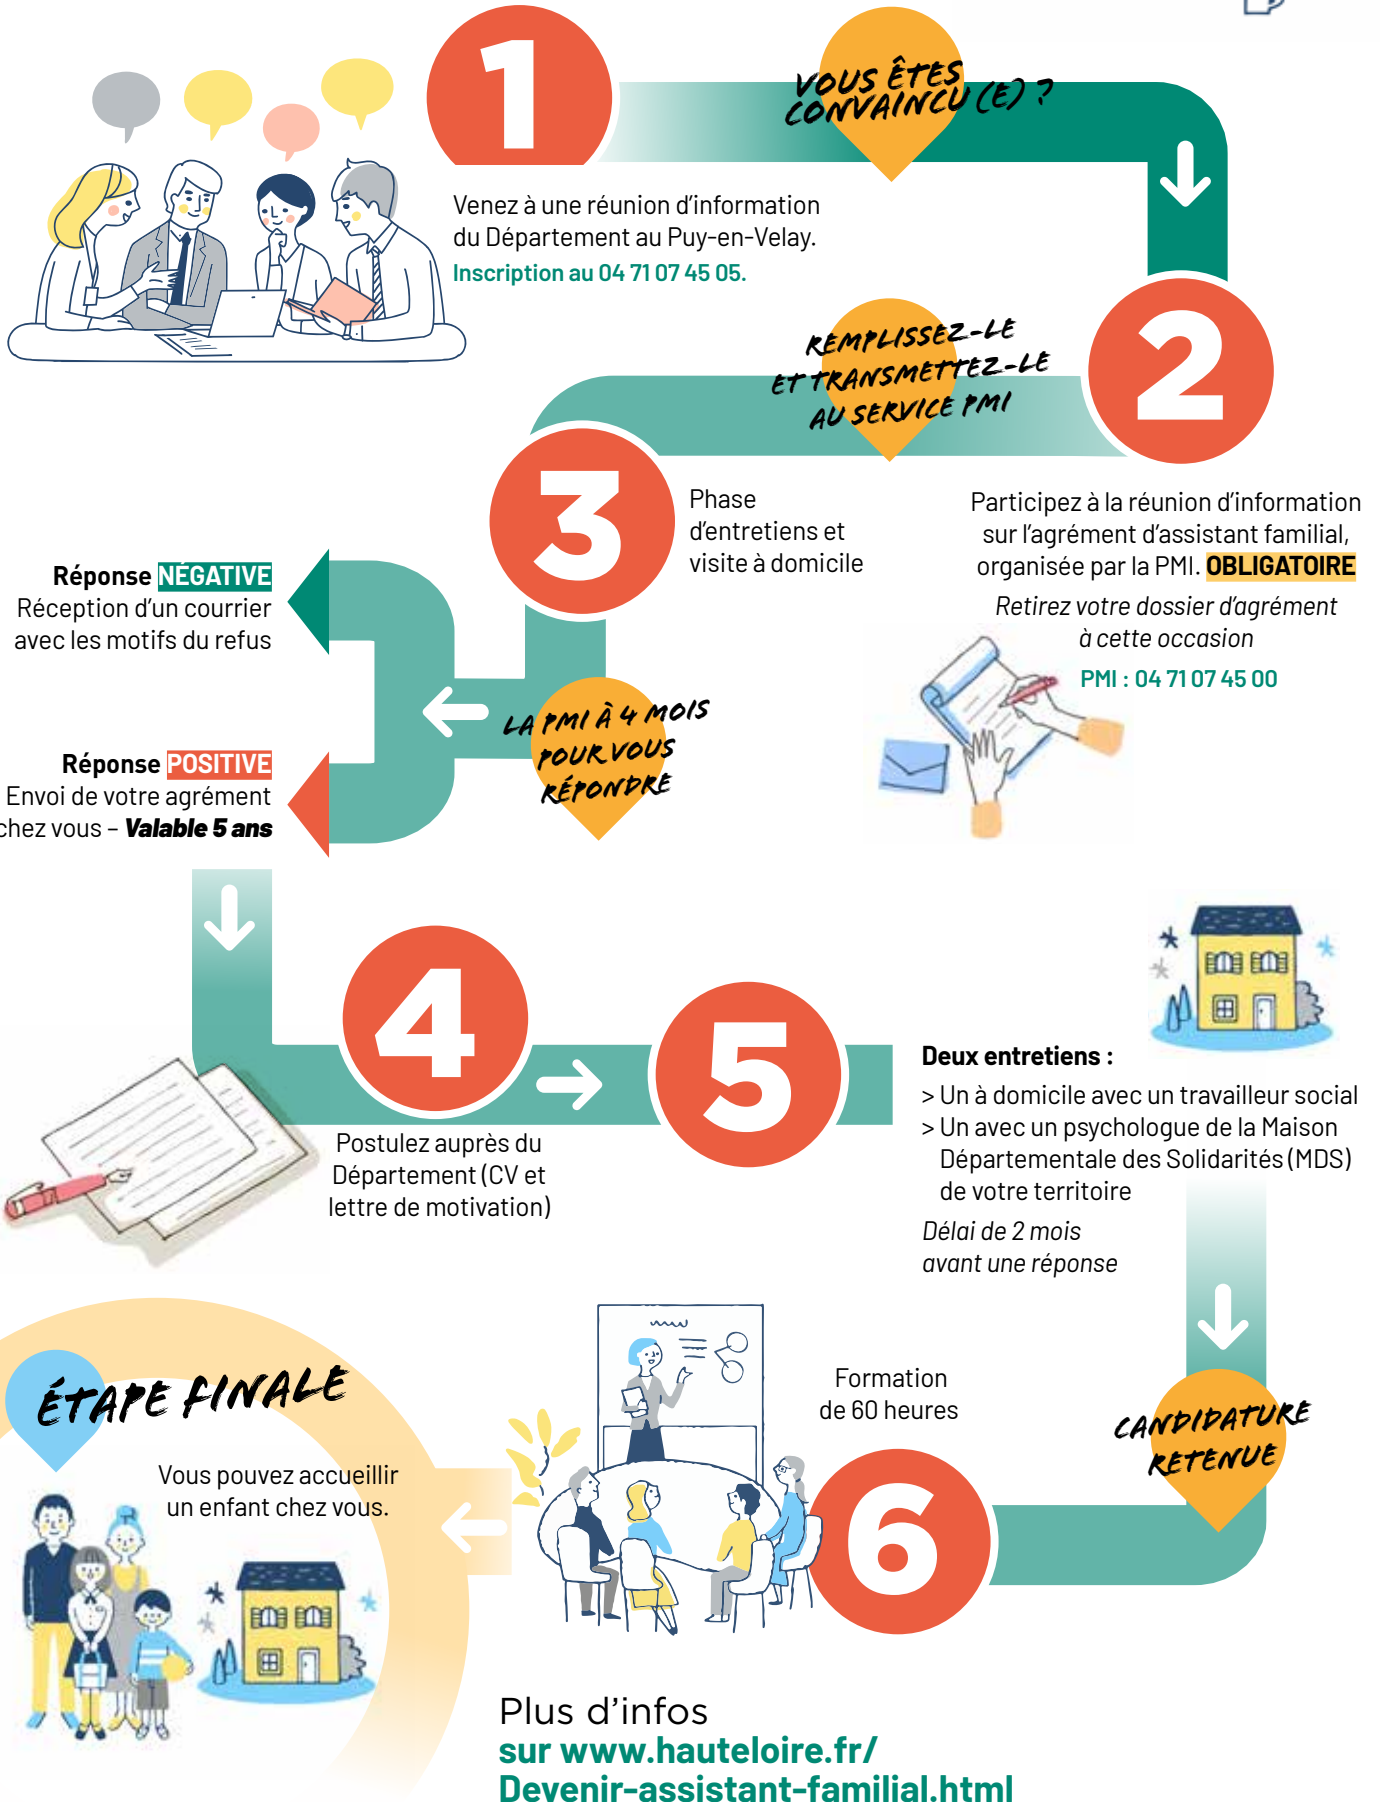 1
VOUS ÊTES
CONVAINCU(E) ?
Venez à une réunion d'information
du Département au Puy-en-Velay.
Inscription au 04 71 07 45 05.
2
Participez à la réunion d'information
sur l'agrément d'assistant familial,
organisée par la PMI. OBLIGATOIRE
Retirez votre dossier d'agrément
à cette occasion
PMI : 04 71 07 45 00
REMPLISSEZ-LE
ET TRANSMETTEZ-LE
AU SERVICE PMI
3
Phase
d'entretiens et
visite à domicile
LA PMI À 4 MOIS
POUR VOUS
RÉPONDRE
Réponse NÉGATIVE
Réception d'un courrier
avec les motifs du refus
Réponse POSITIVE
Envoi de votre agrément
chez vous – Valable 5 ans
4
Postulez auprès du
Département (CV et
lettre de motivation)
5
Deux entretiens :
> Un à domicile avec un travailleur social
> Un avec un psychologue de la Maison
Départementale des Solidarités (MDS)
de votre territoire
Délai de 2 mois
avant une réponse
CANDIDATURE
RETENUE
6
Formation
de 60 heures
ÉTAPE FINALE
Vous pouvez accueillir
un enfant chez vous.
Plus d'infos
sur www.hauteloire.fr/
Devenir-assistant-familial.html